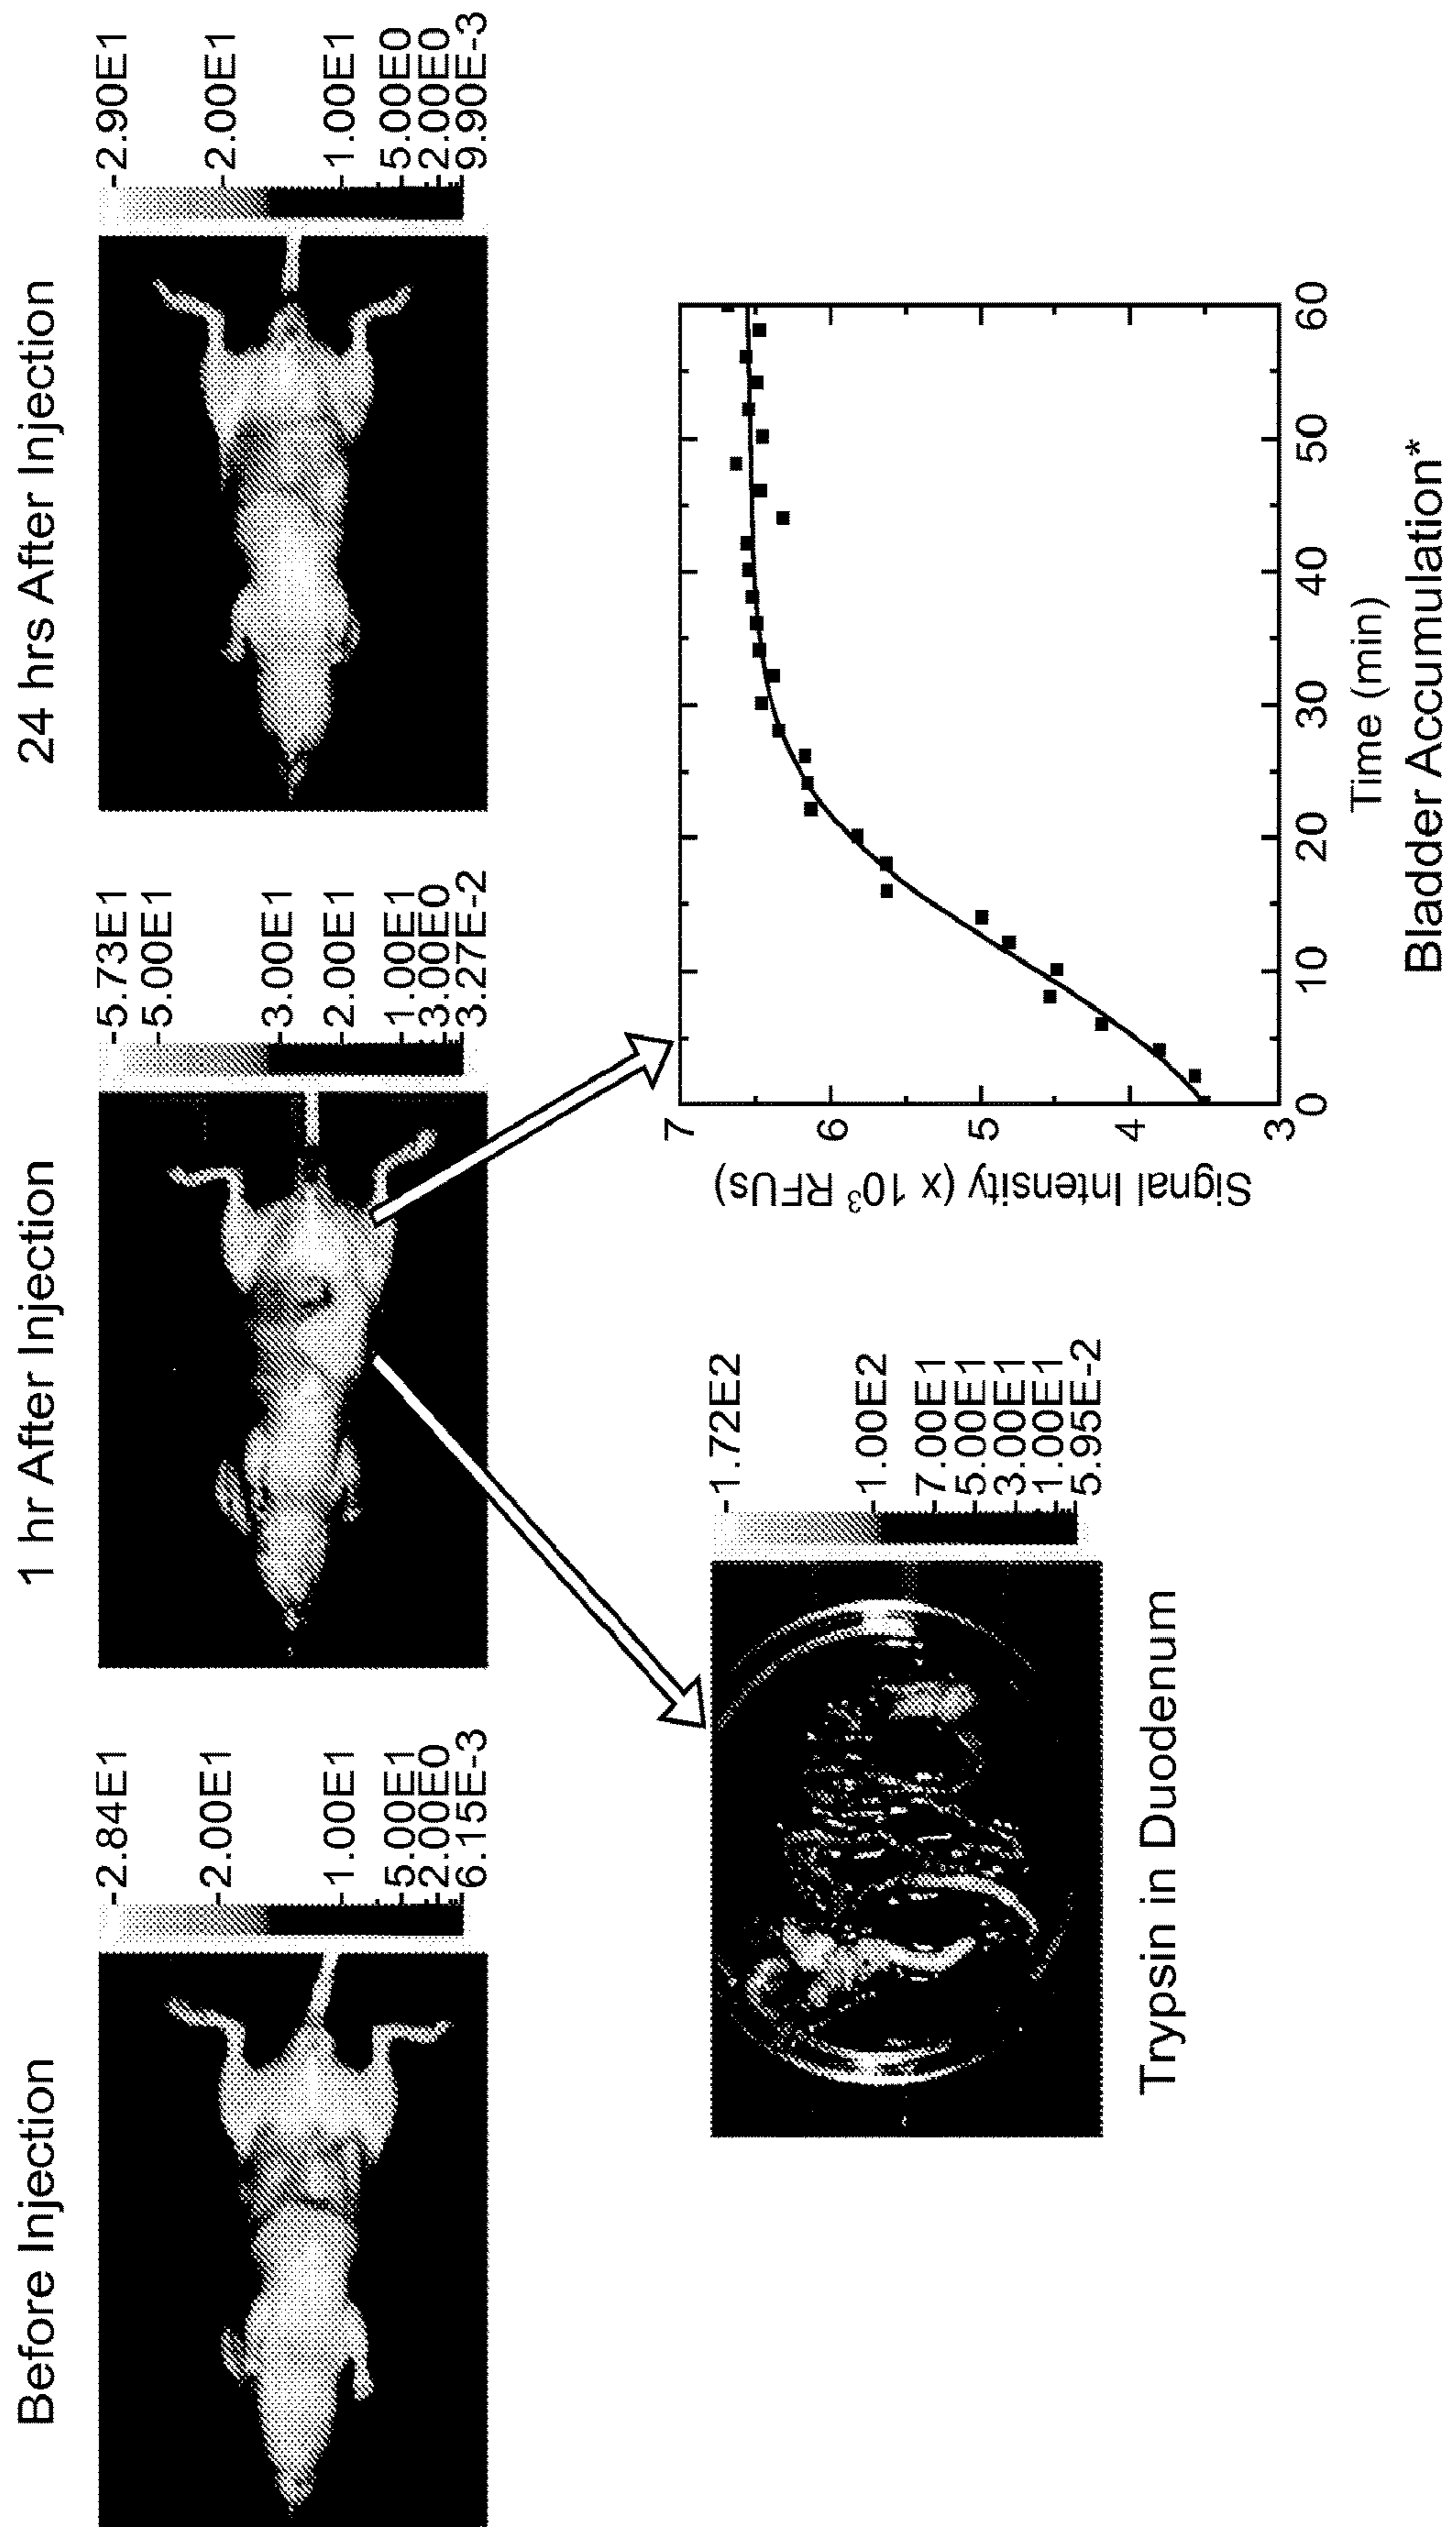 Before Injection
2.84E1
2.00E1
1.00E1
5.00E1
2.00E0
6.15E-3
1 hr After Injection
5.73E1
5.00E1
3.00E1
2.00E1
1.00E1
3.00E0
3.27E-2
24 hrs After Injection
2.90E1
2.00E1
1.00E1
5.00E0
2.00E0
9.90E-3
1.72E2
1.00E2
7.00E1
5.00E1
3.00E1
1.00E1
5.95E-2
Trypsin in Duodenum
Signal Intensity (x 10³ RFUs)
7
6
5
4
3
0 10 20 30 40 50 60
Time (min)
Bladder Accumulation*